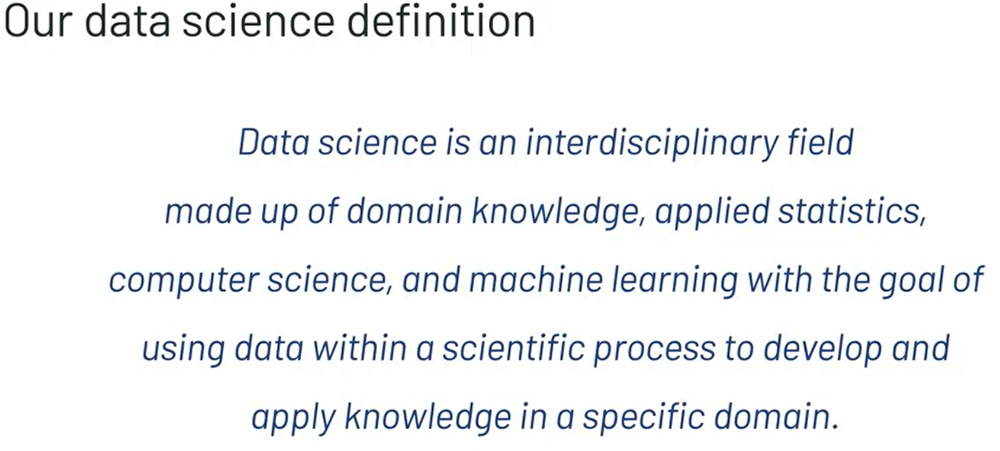 Our data science definition
Data science is an interdisciplinary field
made up of domain knowledge, applied statistics,
computer science, and machine learning with the goal of
using data within a scientific process to develop and
apply knowledge in a specific domain.